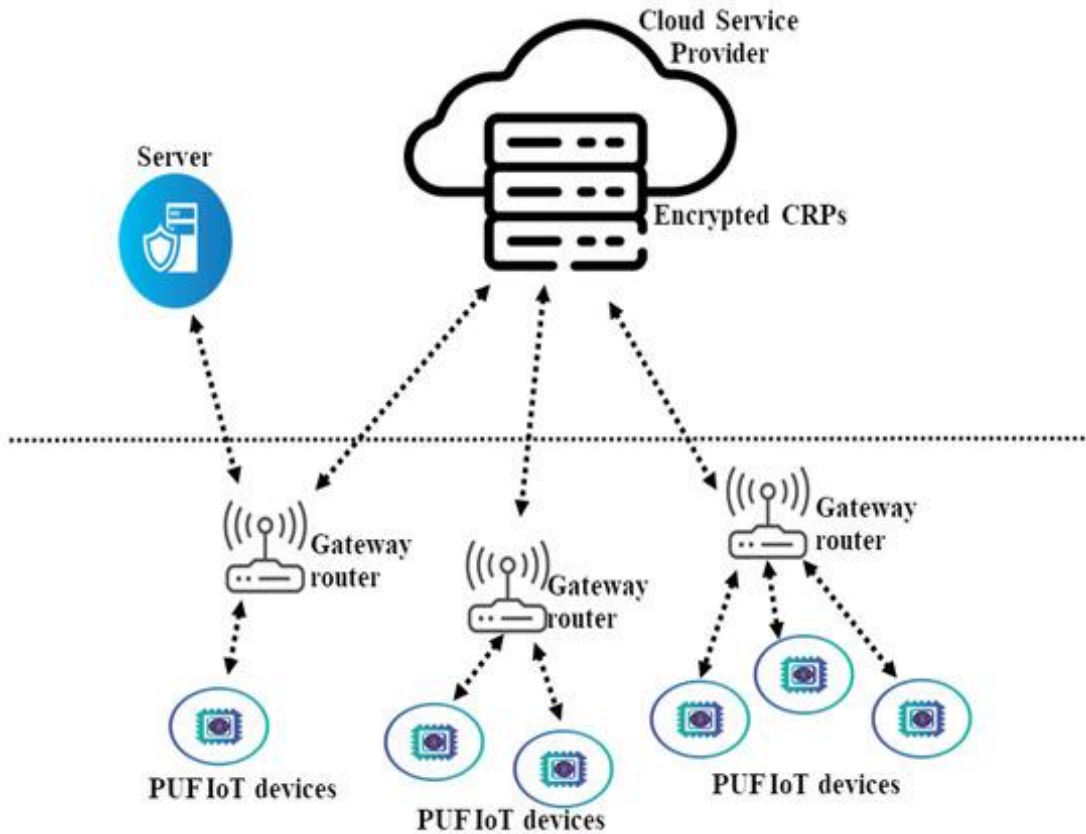 Cloud Service
Provider
Server
Encrypted CRPs
Gateway
router
Gateway
router
Gateway
router
PUF IoT devices
PUF IoT devices
PUF IoT devices